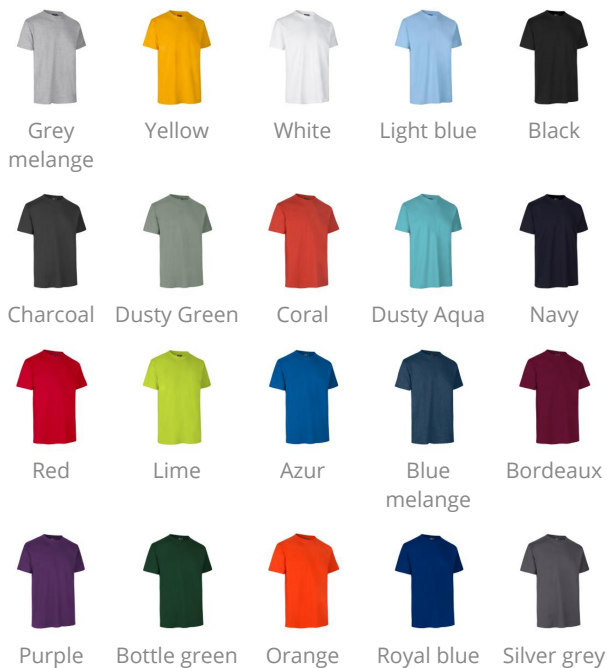 Grey
melange
Yellow
White
Light blue
Black
Charcoal
Dusty Green
Coral
Dusty Aqua
Navy
Red
Lime
Azur
Blue
melange
Bordeaux
Purple
Bottle green
Orange
Royal blue
Silver grey